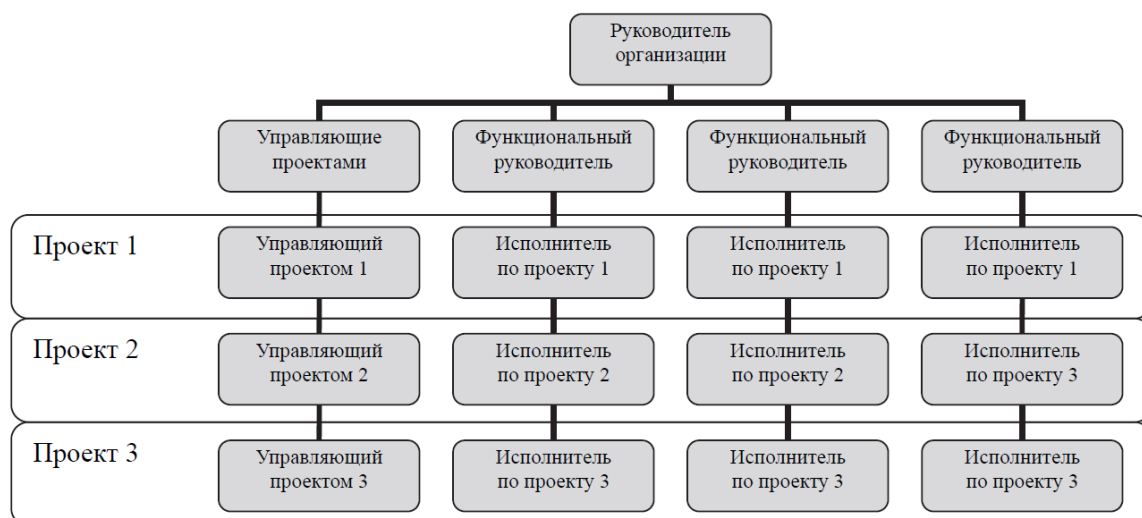 Руководитель
организации
Управляющие
проектами
Функциональный
руководитель
Функциональный
руководитель
Функциональный
руководитель
Проект 1
Управляющий
проектом 1
Исполнитель
по проекту 1
Исполнитель
по проекту 1
Исполнитель
по проекту 1
Проект 2
Управляющий
проектом 2
Исполнитель
по проекту 2
Исполнитель
по проекту 2
Исполнитель
по проекту 3
Проект 3
Управляющий
проектом 3
Исполнитель
по проекту 3
Исполнитель
по проекту 3
Исполнитель
по проекту 3